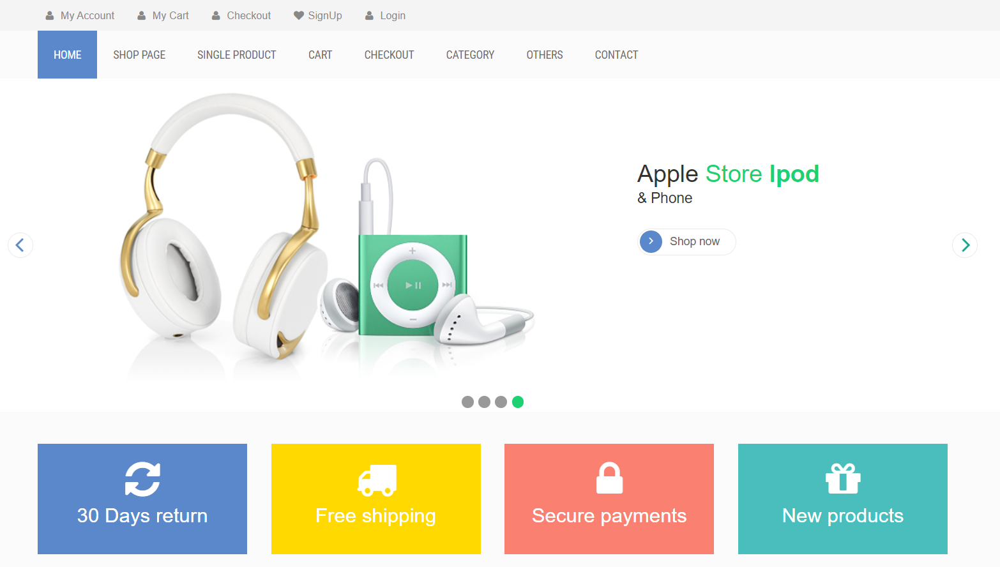 My Account My Cart Checkout SignUp Login
HOME SHOP PAGE SINGLE PRODUCT CART CHECKOUT CATEGORY OTHERS CONTACT
Apple Store Ipod
& Phone
Shop now
30 Days return Free shipping Secure payments New products